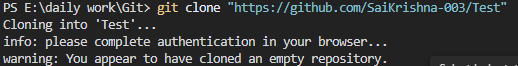 PS E:\daily work\Git> git clone "https://github.com/SaiKrishna-003/Test"
Cloning into 'Test'...
info: please complete authentication in your browser...
warning: You appear to have cloned an empty repository.